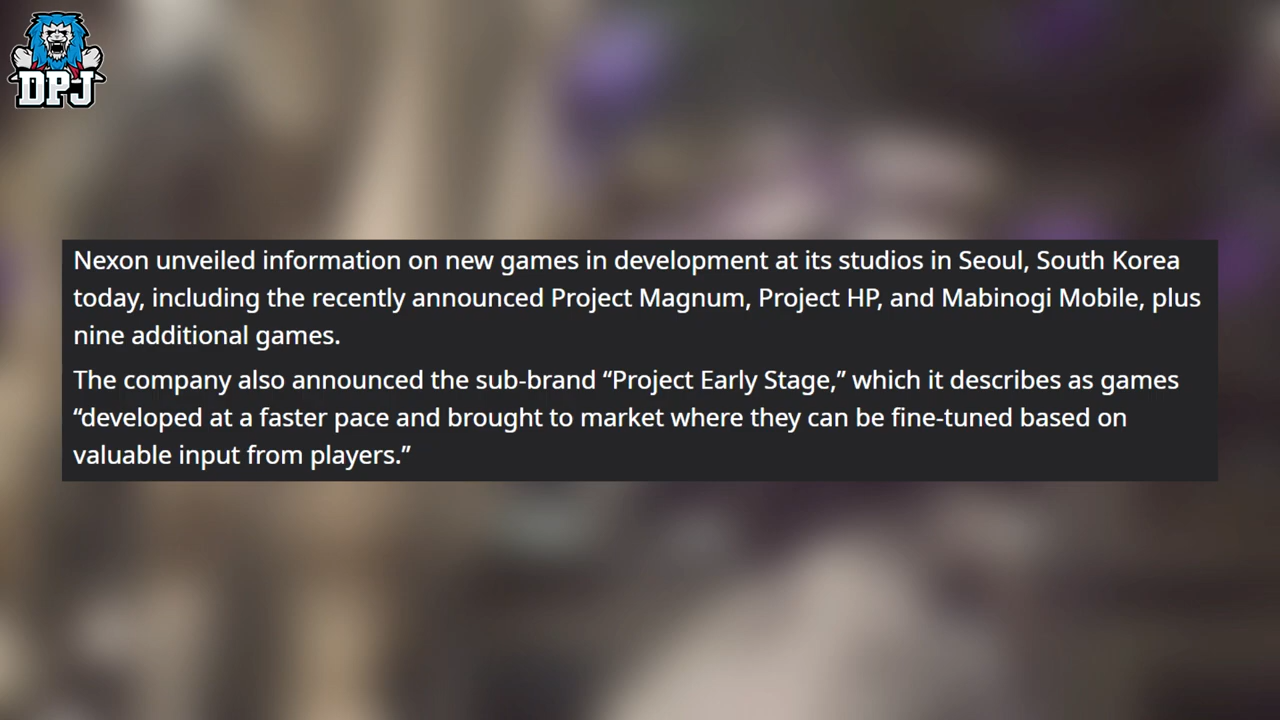 DPJ
Nexon unveiled information on new games in development at its studios in Seoul, South Korea
today, including the recently announced Project Magnum, Project HP, and Mabinogi Mobile, plus
nine additional games.
The company also announced the sub-brand “Project Early Stage,” which it describes as games
“developed at a faster pace and brought to market where they can be fine-tuned based on
valuable input from players.”